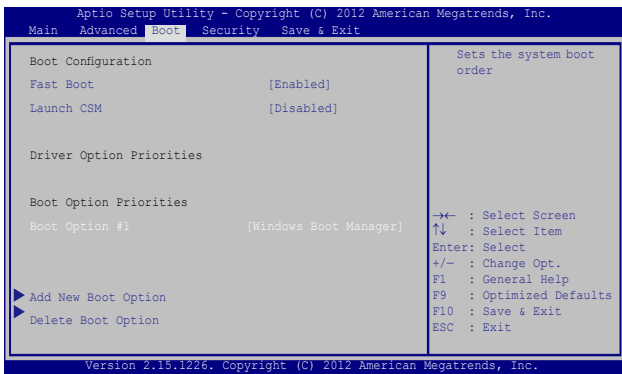 Aptio Setup Utility - Copyright (C) 2012 American Megatrends, Inc.
Main Advanced Boot Security Save & Exit
Boot Configuration
Fast Boot [Enabled]
Launch CSM [Disabled]
Driver Option Priorities
Boot Option Priorities
Boot Option #1 [Windows Boot Manager]
Add New Boot Option
Delete Boot Option
Sets the system boot
order
→← : Select Screen
↑↓ : Select Item
Enter: Select
+/— : Change Opt.
F1 : General Help
F9 : Optimized Defaults
F10 : Save & Exit
ESC : Exit
Version 2.15.1226. Copyright (C) 2012 American Megatrends, Inc.